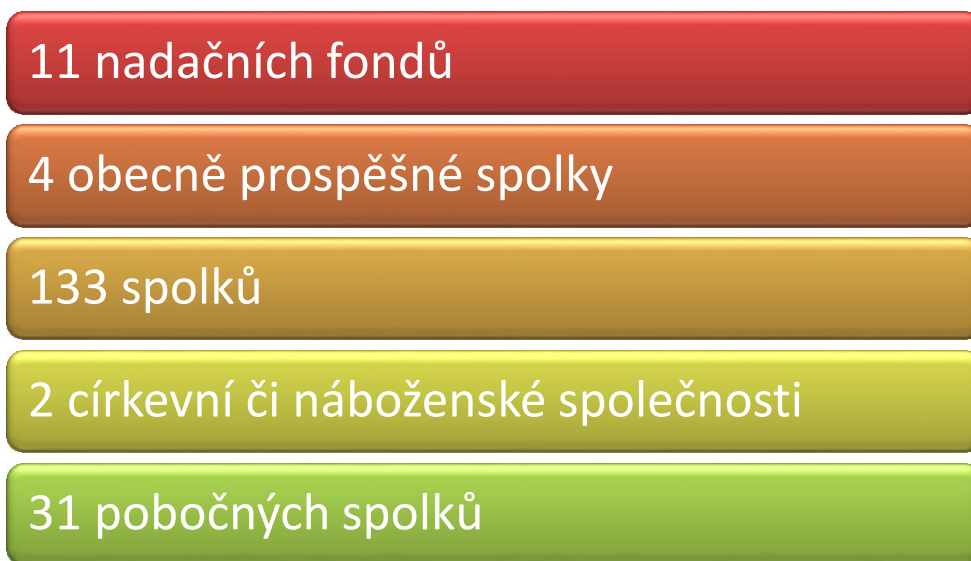 11 nadačních fondů
4 obecně prospěšné spolky
133 spolků
2 církevní či náboženské společnosti
31 pobočných spolků